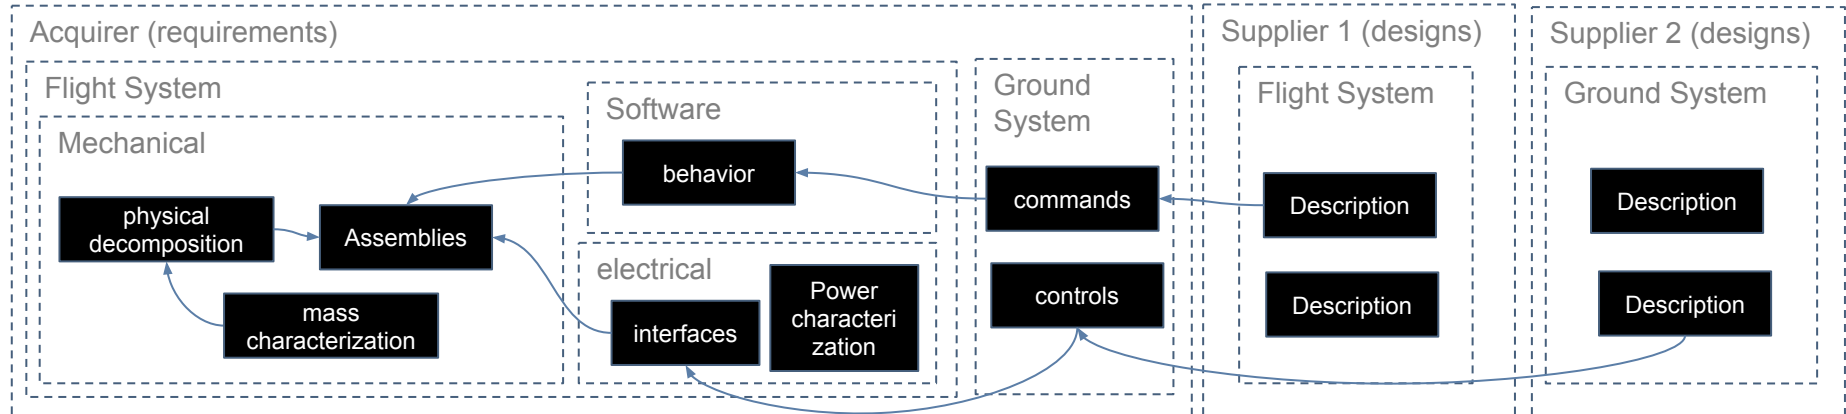 Acquirer (requirements)
Flight System
Mechanical
physical
decomposition
Assemblies
mass
characterization
Software
behavior
electrical
interfaces
Power
characteri
zation
Ground
System
commands
controls
Supplier 1 (designs)
Flight System
Description
Description
Supplier 2 (designs)
Ground System
Description
Description